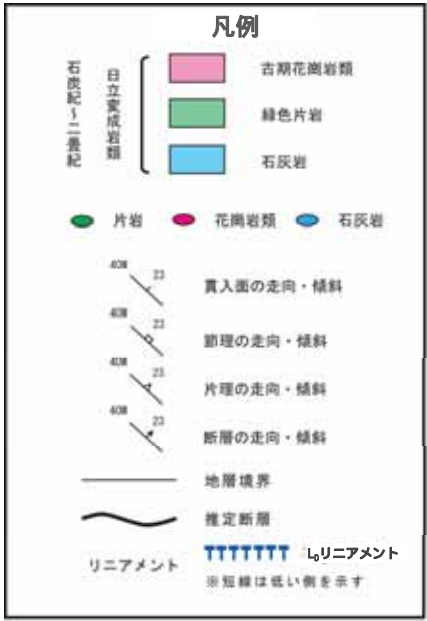 凡例
石炭紀～二畳紀
日立変成岩類
古期花崗岩類
緑色片岩
石灰岩
片岩 花崗岩類 石灰岩
40W 23 貫入面の走向・傾斜
40W 23 節理の走向・傾斜
40W 23 片理の走向・傾斜
40W 23 断層の走向・傾斜
地層境界
推定断層
リニアメント LDリニアメント
※短線は低い側を示す